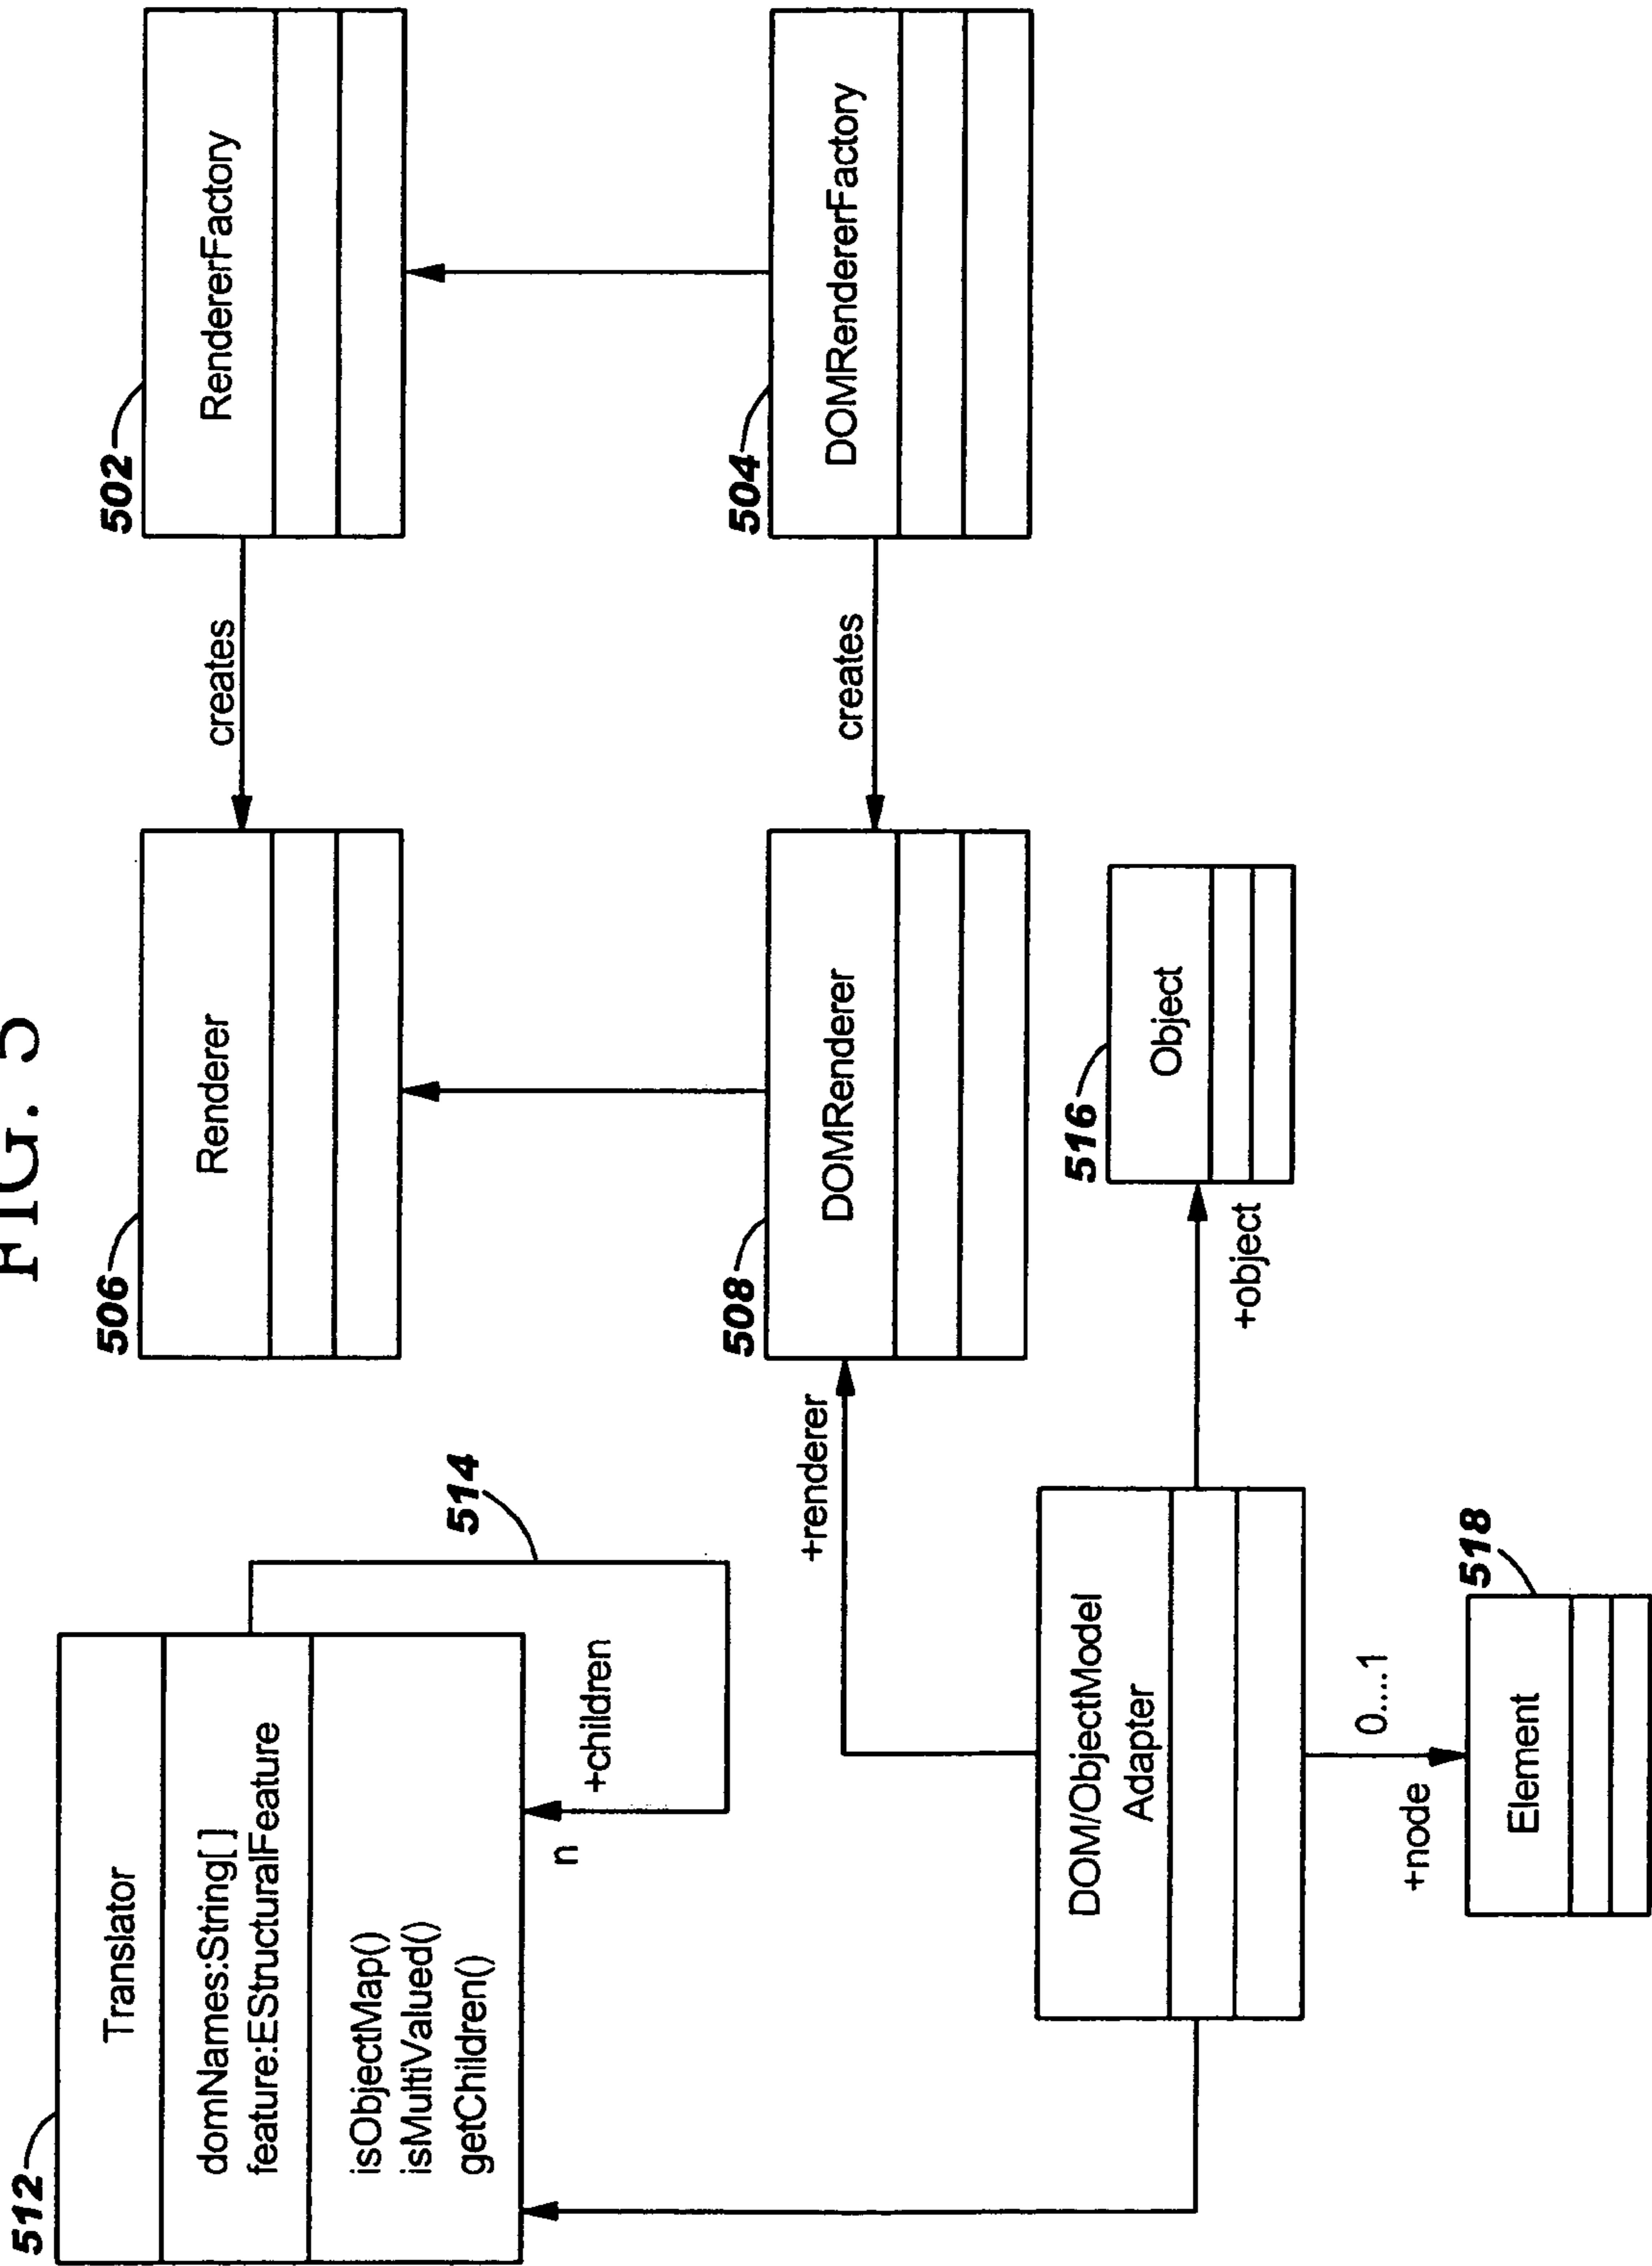 FIG. 5
512
Translator
domNames:String[ ]
feature:EStructuralFeature
isObjectMap()
isMultiValued()
getChildren()
514
n
+children
506
Renderer
creates
502
RendererFactory
+renderer
508
DOMRenderer
creates
504
DOMRendererFactory
DOM/ObjectModel
Adapter
+object
516
Object
+node
0....1
518
Element